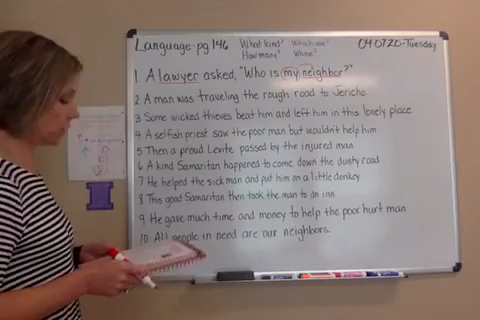 Language-pg 146
What kind? Which one?
How many? Whose?
04 07 20-Tuesday
1 A lawyer asked, "Who is my neighbor?"
2 A man was traveling the rough road to Jericho
3 Some wicked thieves beat him and left him in this lonely place
4 A selfish priest saw the poor man but wouldn't help him
5 Then a proud Levite passed by the injured man
6 A kind Samaritan happened to come down the dusty road
7 He helped the sick man and put him on a little donkey
8 This good Samaritan then took the man to an inn
9 He gave much time and money to help the poor hurt man
10 All people in need are our neighbors.